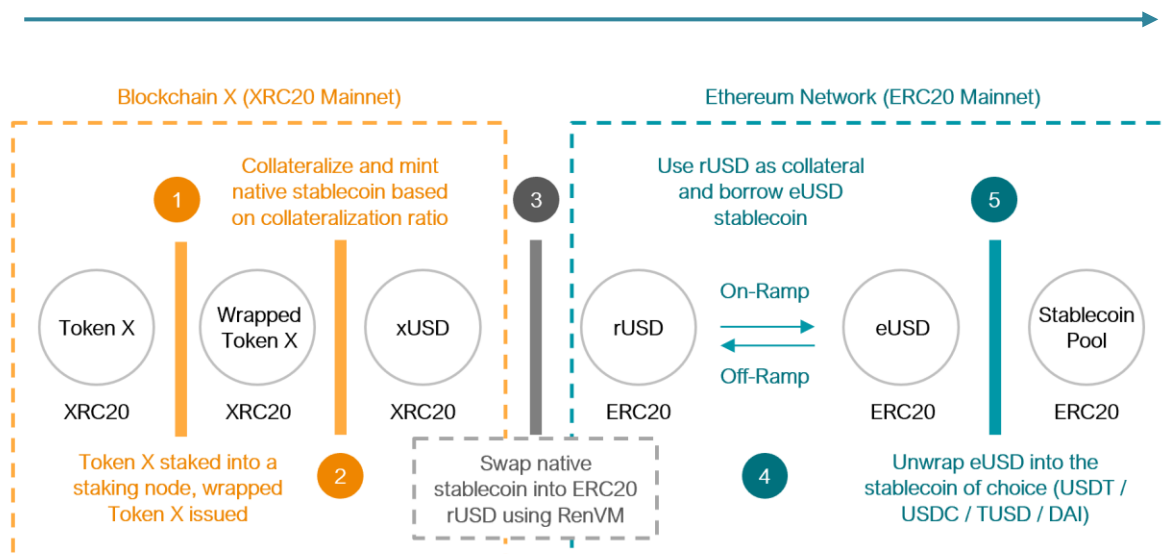 Blockchain X (XRC20 Mainnet)
Ethereum Network (ERC20 Mainnet)
1
Collateralize and mint
native stablecoin based
on collateralization ratio
3
Use rUSD as collateral
and borrow eUSD
stablecoin
5
Token X
Wrapped
Token X
xUSD
rUSD
On-Ramp
Off-Ramp
eUSD
Stablecoin
Pool
XRC20
XRC20
XRC20
ERC20
ERC20
ERC20
Token X staked into a
staking node, wrapped
Token X issued
2
Swap native
stablecoin into ERC20
rUSD using RenVM
4
Unwrap eUSD into the
stablecoin of choice (USDT /
USDC / TUSD / DAI)